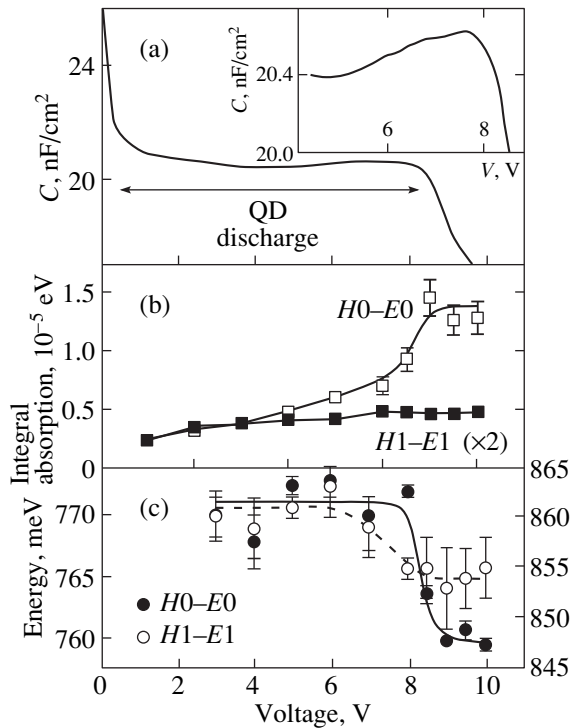 (a)
C, nF/cm²
24
20
QD
discharge
C, nF/cm²
20.4
20.0
6
8
V, V
(b)
Integral
absorption, 10⁻⁵ eV
1.5
1.0
0.5
0
H0–E0
H1–E1 (×2)
(c)
Energy, meV
770
765
760
865
860
855
850
848
845
H0–E0
H1–E1
0
2
4
6
8
10
Voltage, V